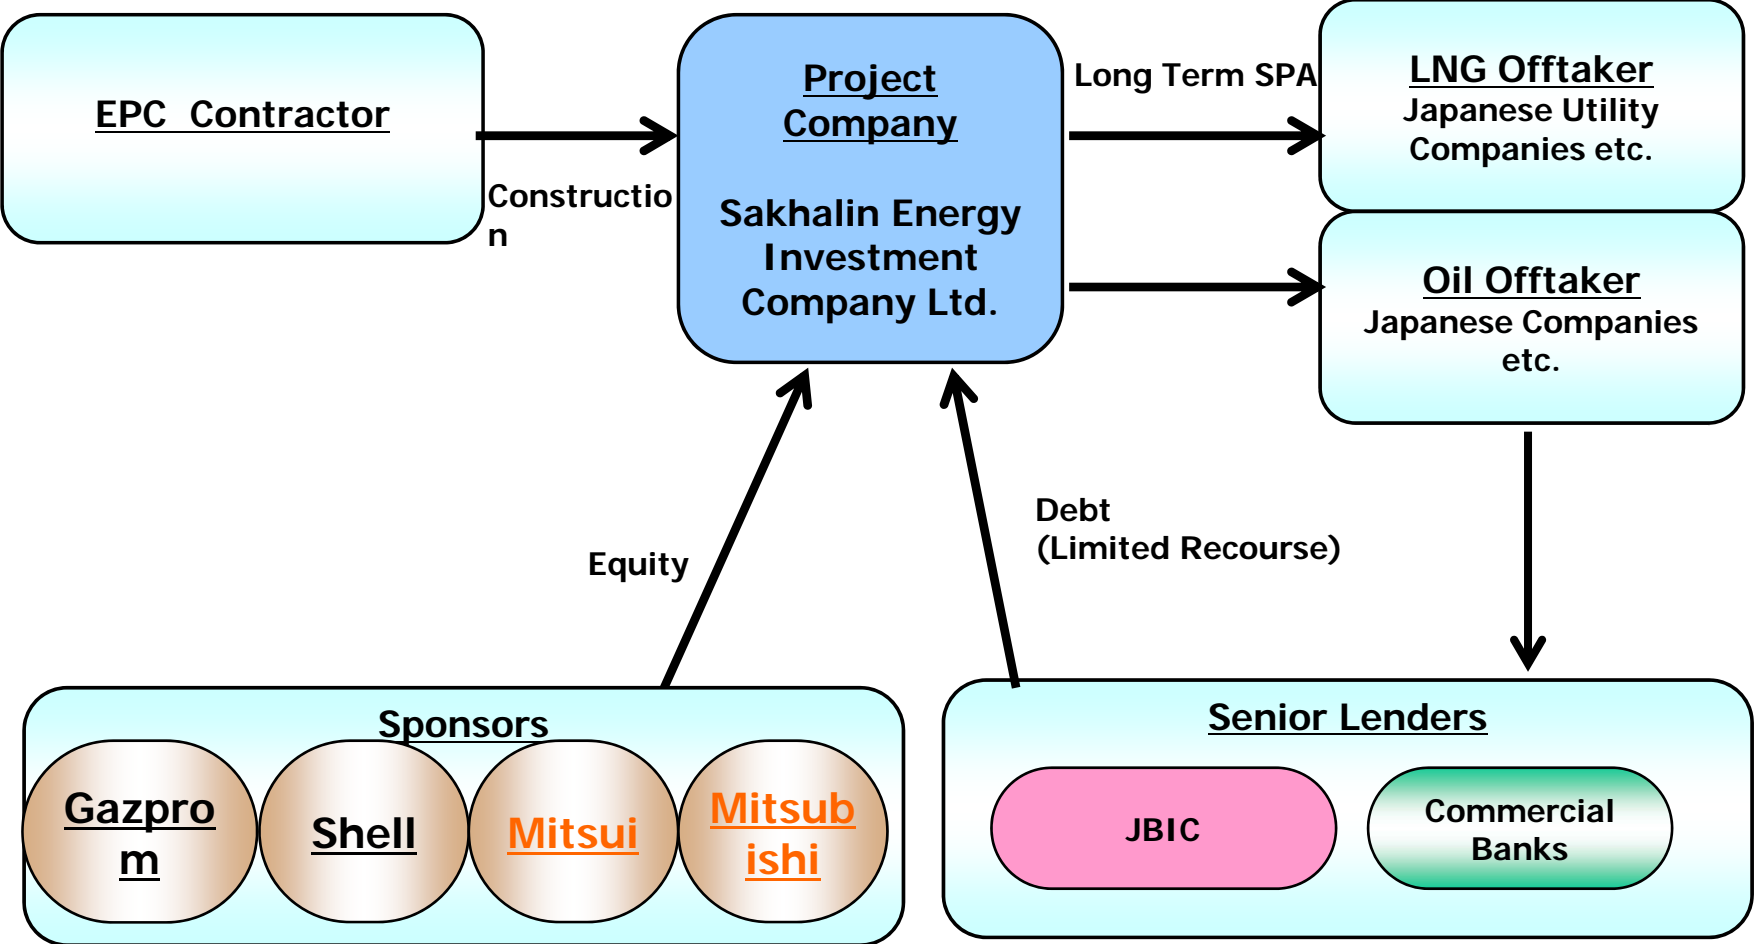 EPC Contractor
Constructio
n
Project
Company
Sakhalin Energy
Investment
Company Ltd.
Long Term SPA
LNG Offtaker
Japanese Utility
Companies etc.
Oil Offtaker
Japanese Companies
etc.
Equity
Debt
(Limited Recourse)
Sponsors
Gazpro
m
Shell
Mitsui
Mitsub
ishi
Senior Lenders
JBIC
Commercial
Banks